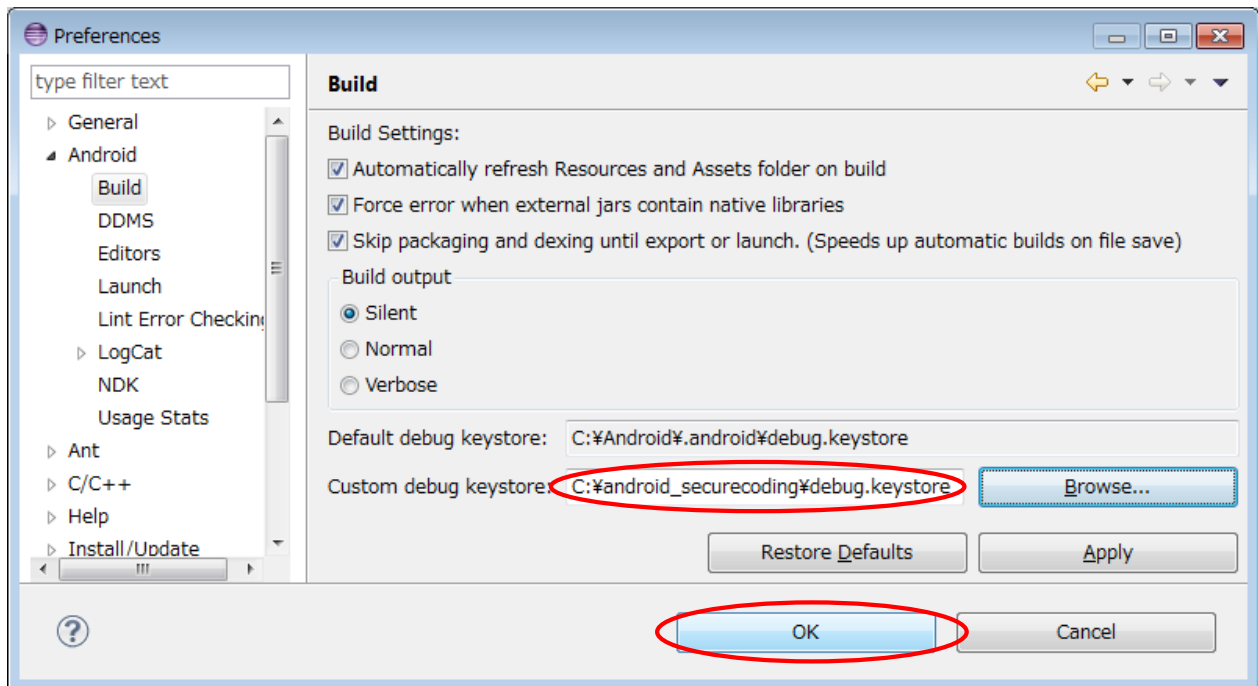 Preferences
type filter text
General
Android
Build
DDMS
Editors
Launch
Lint Error Checking
LogCat
NDK
Usage Stats
Ant
C/C++
Help
Install/Update
Build
Build Settings:
Automatically refresh Resources and Assets folder on build
Force error when external jars contain native libraries
Skip packaging and dexing until export or launch. (Speeds up automatic builds on file save)
Build output
Silent
Normal
Verbose
Default debug keystore: C:¥Android¥.android¥debug.keystore
Custom debug keystore: C:¥android_securecoding¥debug.keystore Browse...
Restore Defaults Apply
? OK Cancel